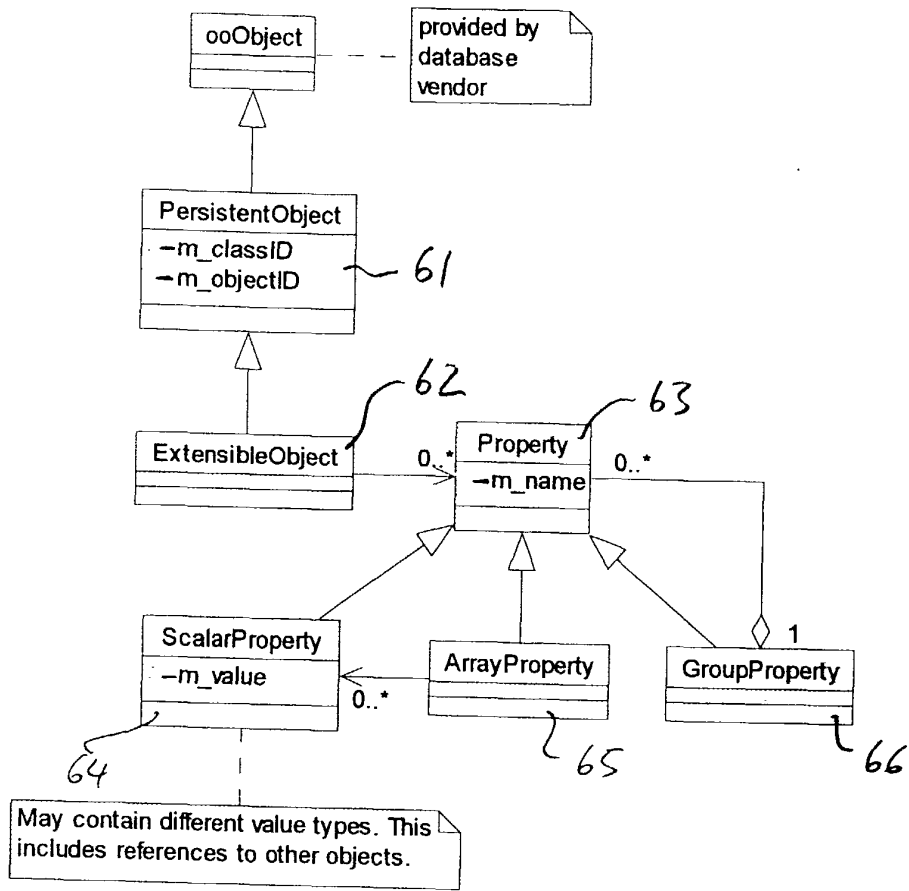 ooObject
provided by
database
vendor
PersistentObject
-m_classID
-m_objectID
61
62
63
ExtensibleObject
0..*
Property
-m_name
0..*
ScalarProperty
-m_value
0..*
ArrayProperty
1
GroupProperty
64
65
66
May contain different value types. This
includes references to other objects.